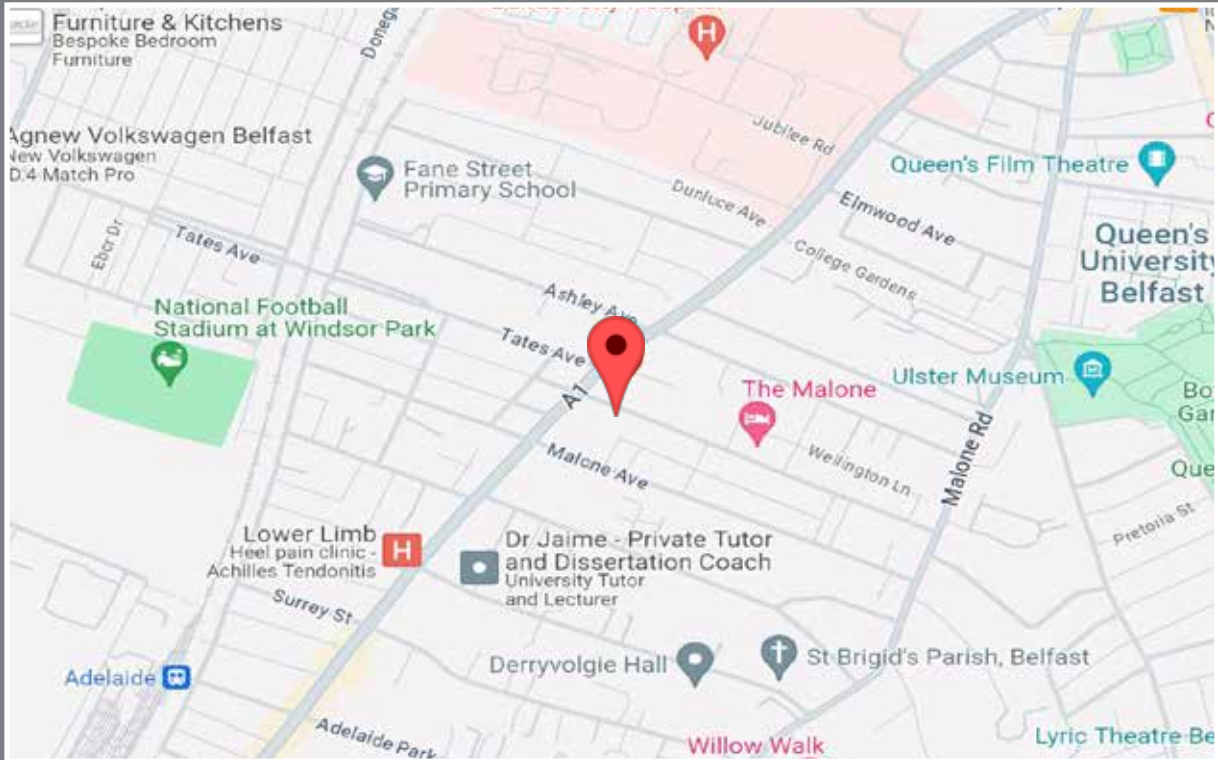 Furniture & Kitchens
Bespoke Bedroom
Furniture
Agnew Volkswagen Belfast
New Volkswagen
D.4 Match Pro
Fane Street
Primary School
Jubilee Rd
Dunluce Ave
Queen's Film Theatre
Elmwood Ave
College Gardens
Queen's
University
Belfast
Tates Ave
National Football
Stadium at Windsor Park
Ashley Ave
Tates Ave
A1
The Malone
Ulster Museum
Malone Rd
Malone Ave
Wellington Ln
Pretoria St
Lower Limb
Heel pain clinic -
Achilles Tendonitis
H
H
Dr Jaime - Private Tutor
and Dissertation Coach
University Tutor
and Lecturer
Surrey St
Derryvolgie Hall
St Brigid's Parish, Belfast
Adelaide
Adelaide Park
Willow Walk
Lyric Theatre Be